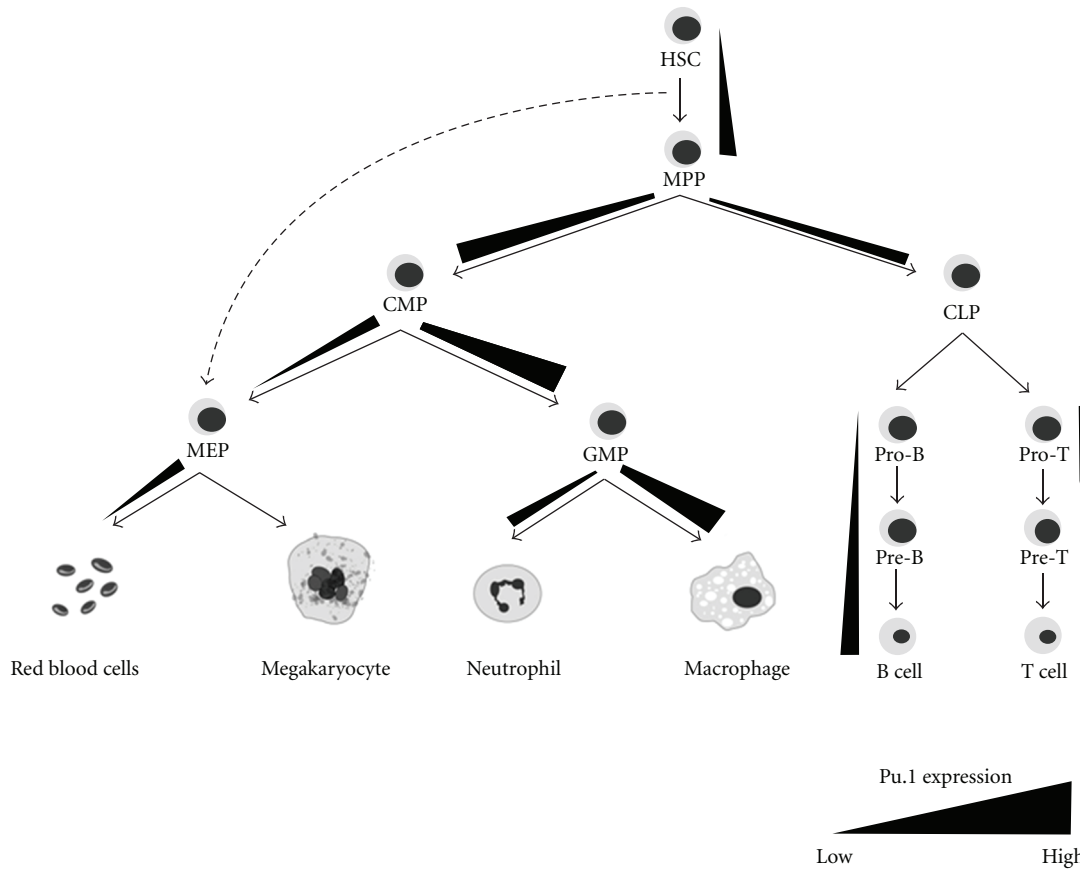 HSC
MPP
CMP
CLP
MEP
GMP
Pro-B
Pro-T
Pre-B
Pre-T
Red blood cells
Megakaryocyte
Neutrophil
Macrophage
B cell
T cell
Pu.1 expression
Low
High